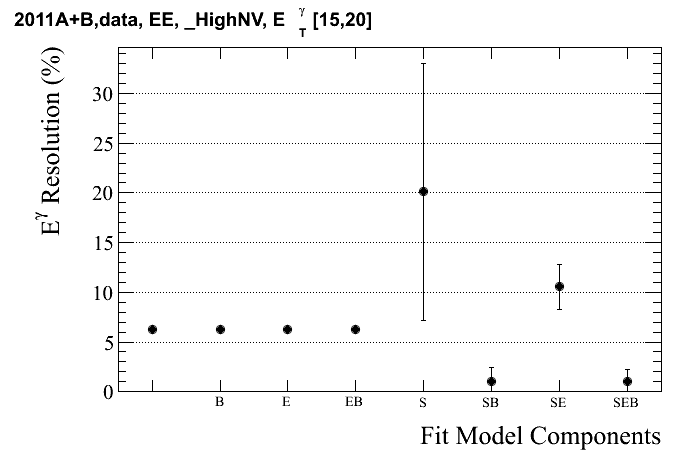 2011A+B,data, EE, _HighNV, E γ T [15,20]
E^γ Resolution (%)
30
25
20
15
10
5
0
B E EB S SB SE SEB
Fit Model Components